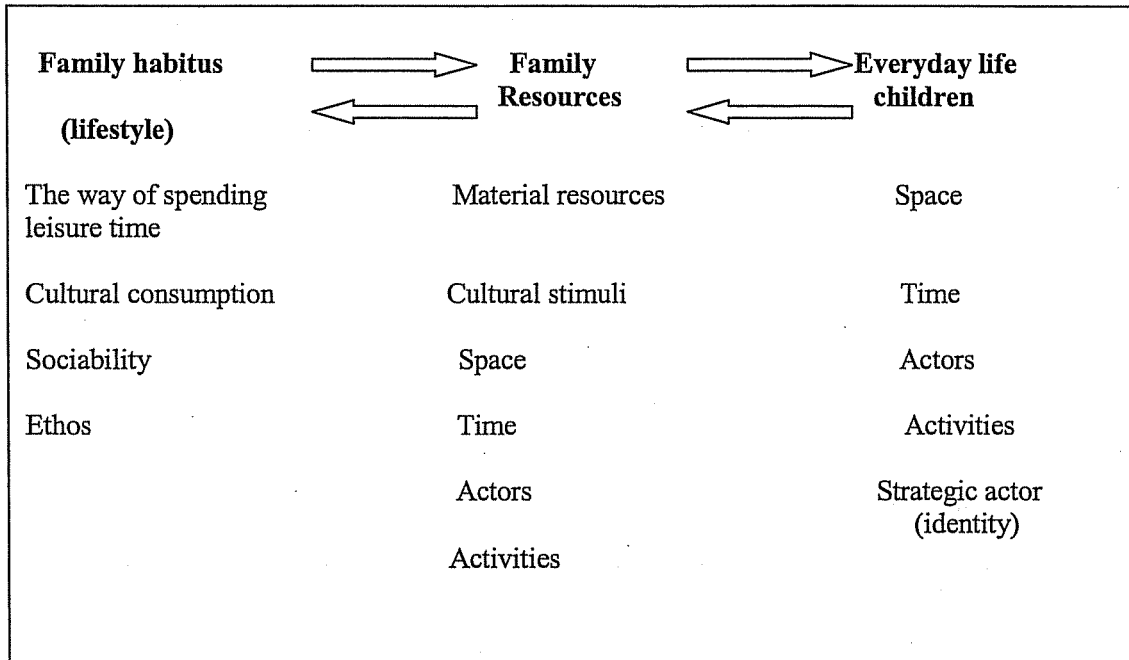 Family habitus
(lifestyle)
Family
Resources
Everyday life
children
The way of spending
leisure time
Material resources
Space
Cultural consumption
Cultural stimuli
Time
Sociability
Space
Actors
Ethos
Time
Activities
Actors
Strategic actor
(identity)
Activities